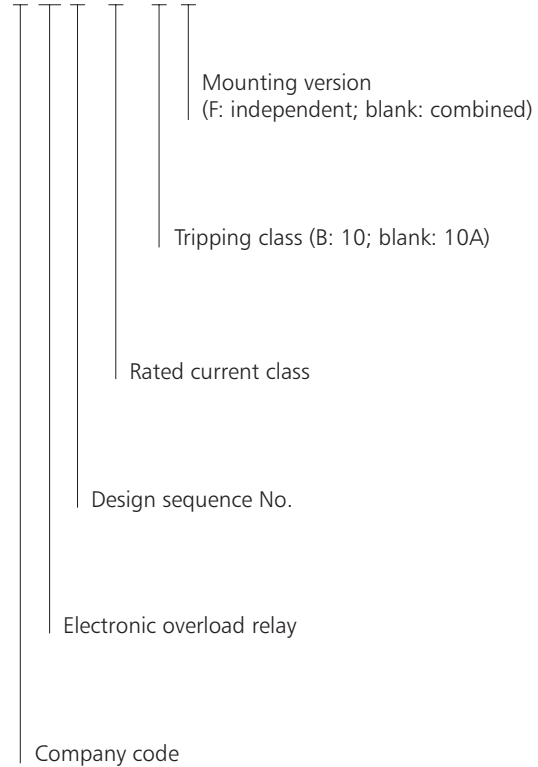 Mounting version
(F: independent; blank: combined)
Tripping class (B: 10; blank: 10A)
Rated current class
Design sequence No.
Electronic overload relay
Company code